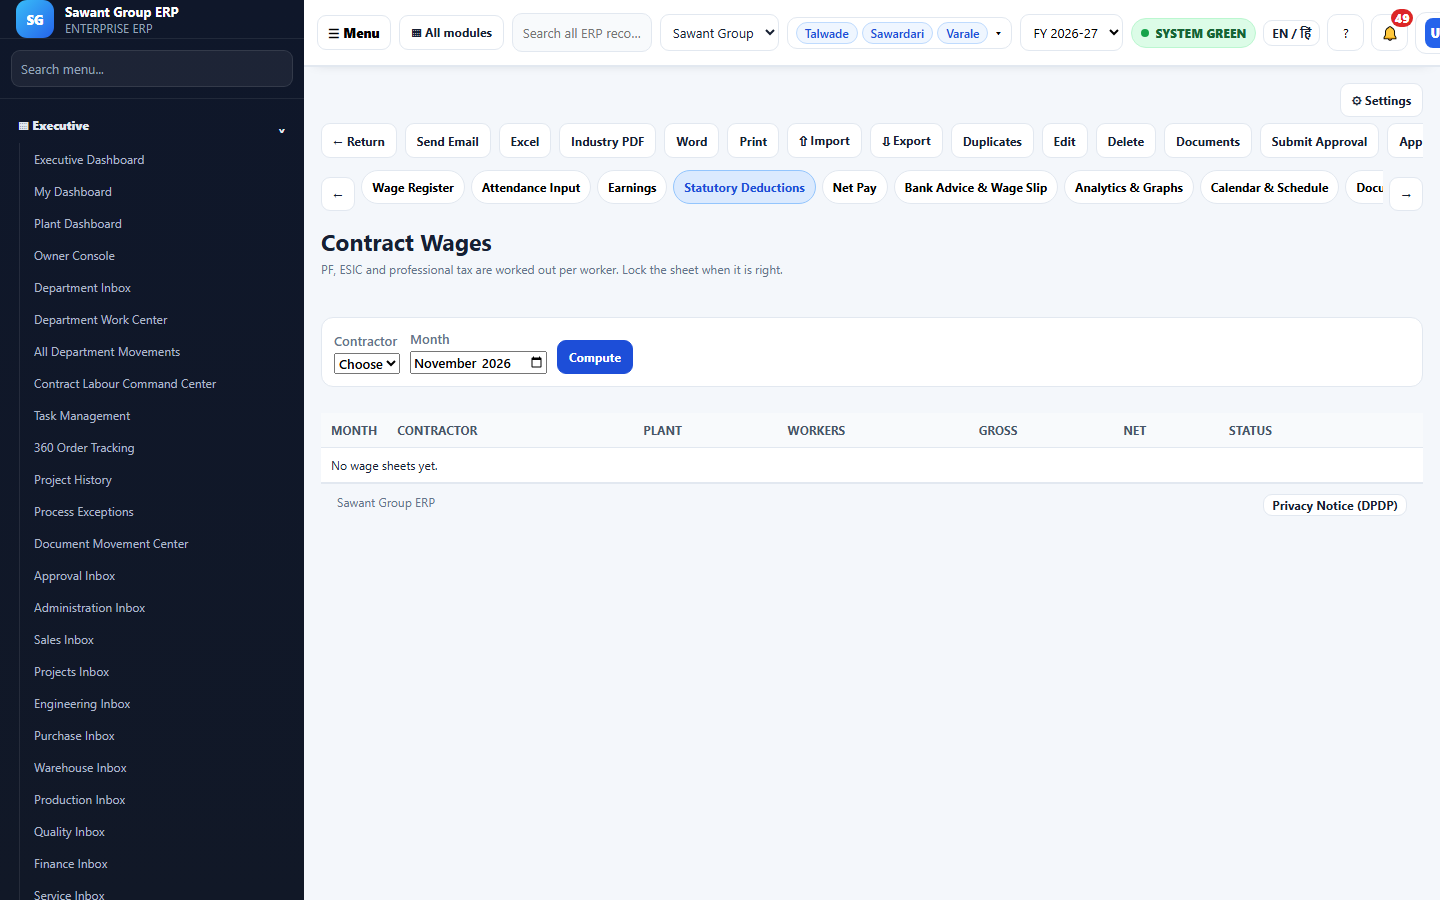 SG
Sawant Group ERP
ENTERPRISE ERP
Search menu...
Executive
Executive Dashboard
My Dashboard
Plant Dashboard
Owner Console
Department Inbox
Department Work Center
All Department Movements
Contract Labour Command Center
Task Management
360 Order Tracking
Project History
Process Exceptions
Document Movement Center
Approval Inbox
Administration Inbox
Sales Inbox
Projects Inbox
Engineering Inbox
Purchase Inbox
Warehouse Inbox
Production Inbox
Quality Inbox
Finance Inbox
Service Inbox
☰ Menu
All modules
Search all ERP reco...
Sawant Group
Talwade Sawardari Varale
FY 2026-27
SYSTEM GREEN
EN / हिं
?
49
U
⚙ Settings
← Return
Send Email
Excel
Industry PDF
Word
Print
⇧ Import
⇩ Export
Duplicates
Edit
Delete
Documents
Submit Approval
App
←
Wage Register
Attendance Input
Earnings
Statutory Deductions
Net Pay
Bank Advice & Wage Slip
Analytics & Graphs
Calendar & Schedule
Docu
→
Contract Wages
PF, ESIC and professional tax are worked out per worker. Lock the sheet when it is right.
Contractor
Choose
Month
November 2026
Compute
MONTH CONTRACTOR PLANT WORKERS GROSS NET STATUS
No wage sheets yet.
Sawant Group ERP
Privacy Notice (DPDP)